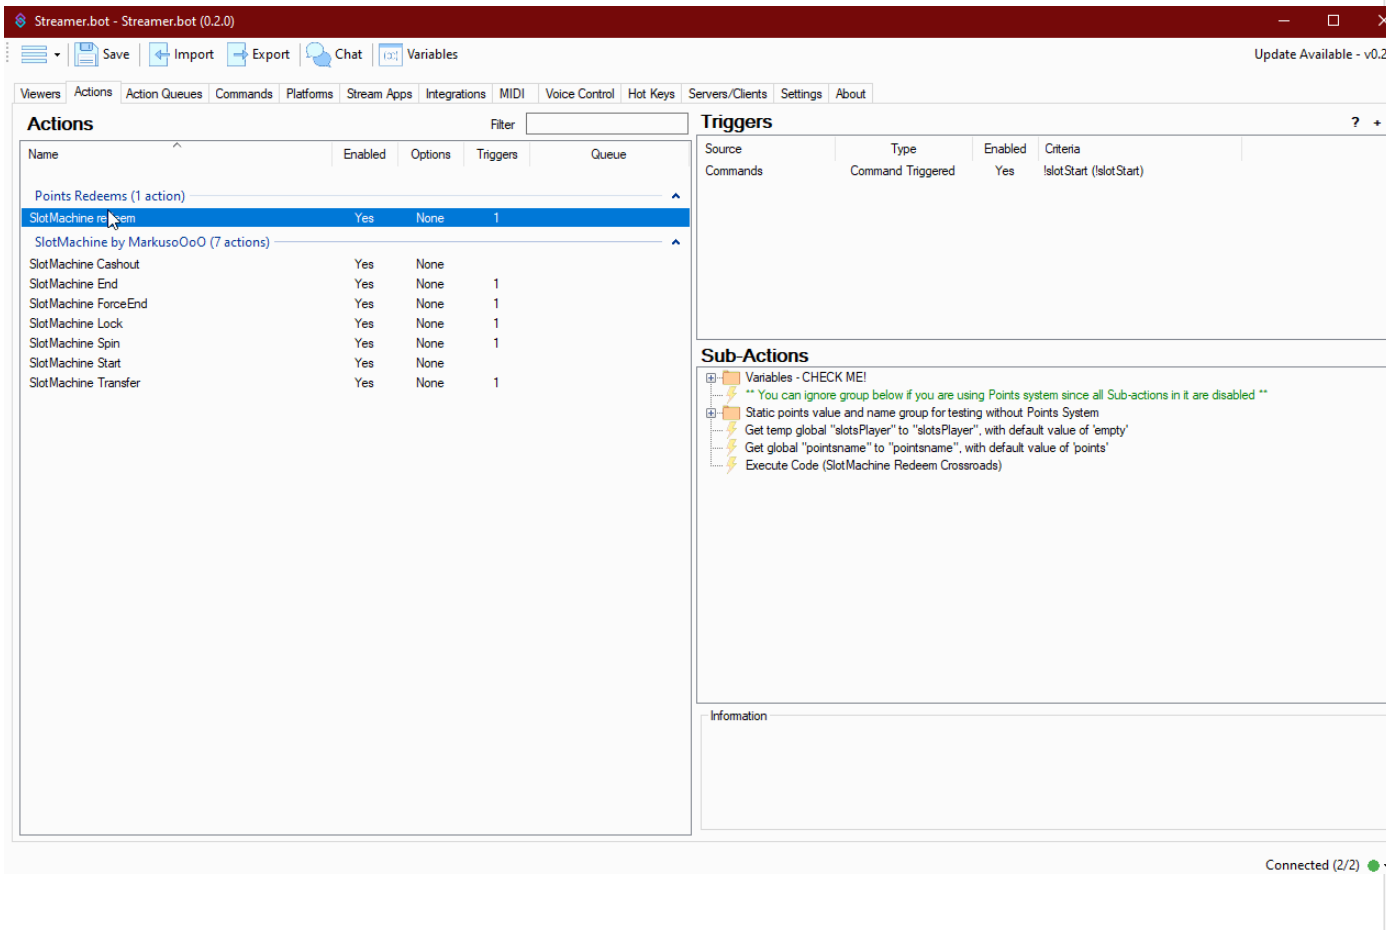 Streamer.bot - Streamer.bot (0.2.0)
Save Import Export Chat Variables Update Available - v0.2
Viewers Actions Action Queues Commands Platforms Stream Apps Integrations MIDI Voice Control Hot Keys Servers/Clients Settings About
Actions Filter
Name Enabled Options Triggers Queue
Points Redeems (1 action)
SlotMachine redeem Yes None 1
SlotMachine by MarkusoOoO (7 actions)
SlotMachine Cashout Yes None
SlotMachine End Yes None 1
SlotMachine ForceEnd Yes None 1
SlotMachine Lock Yes None 1
SlotMachine Spin Yes None 1
SlotMachine Start Yes None
SlotMachine Transfer Yes None 1
Triggers ? +
Source Type Enabled Criteria
Commands Command Triggered Yes !slotStart (!slotStart)
Sub-Actions
Variables - CHECK ME!
** You can ignore group below if you are using Points system since all Sub-actions in it are disabled **
Static points value and name group for testing without Points System
Get temp global "slotsPlayer" to "slotsPlayer", with default value of 'empty'
Get global "pointsname" to "pointsname", with default value of 'points'
Execute Code (SlotMachine Redeem Crossroads)
Information
Connected (2/2)